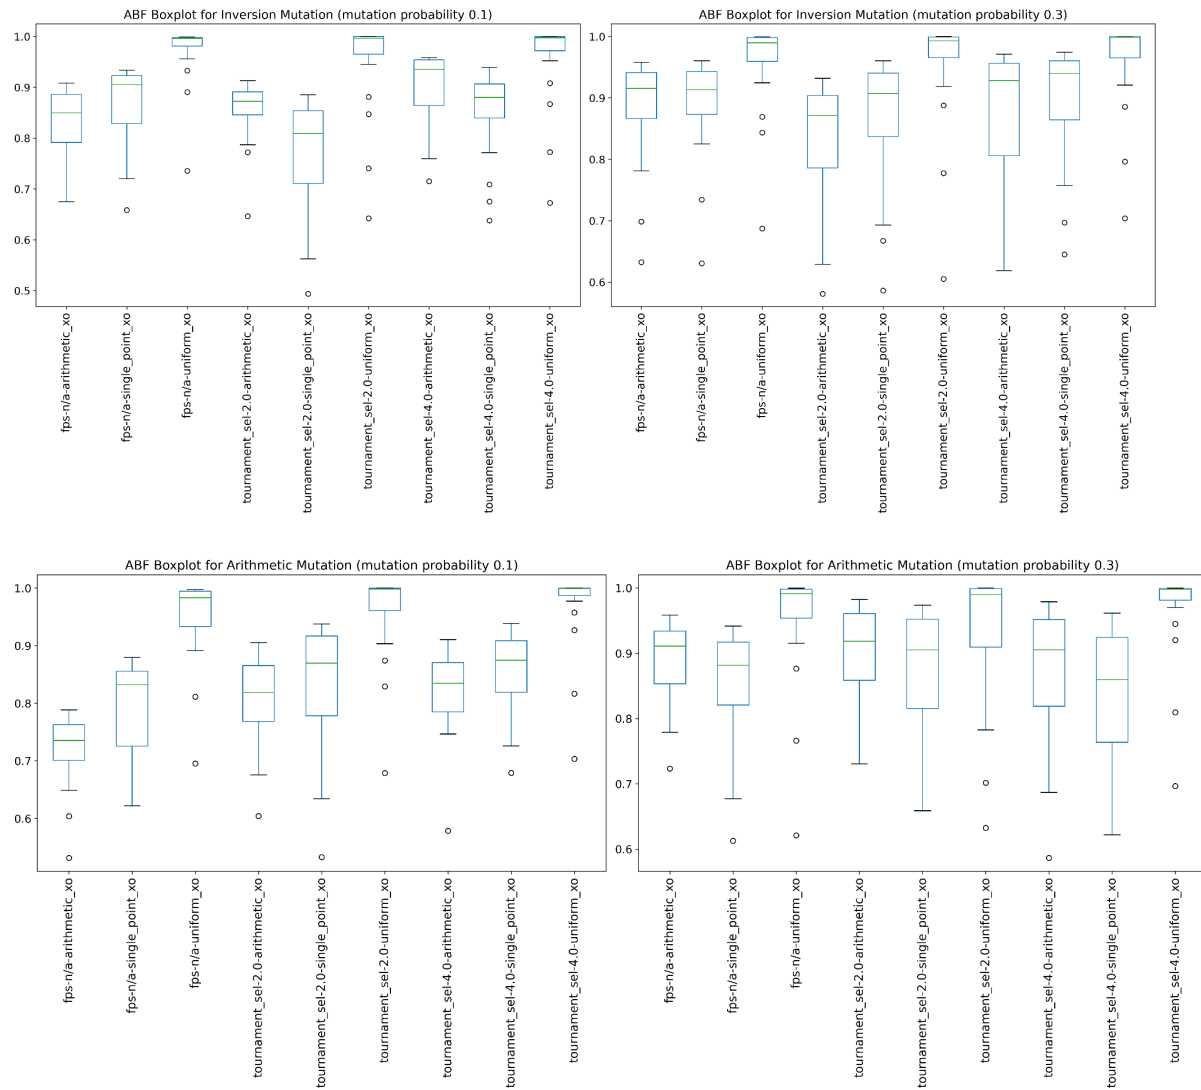 ABF Boxplot for Inversion Mutation (mutation probability 0.1)
1.0
0.9
0.8
0.7
0.6
0.5
fps-n/a-arithmetic_xo
fps-n/a-single_point_xo
fps-n/a-uniform_xo
tournament_sel-2.0-arithmetic_xo
tournament_sel-2.0-single_point_xo
tournament_sel-2.0-uniform_xo
tournament_sel-4.0-arithmetic_xo
tournament_sel-4.0-single_point_xo
tournament_sel-4.0-uniform_xo
ABF Boxplot for Inversion Mutation (mutation probability 0.3)
1.0
0.9
0.8
0.7
0.6
fps-n/a-arithmetic_xo
fps-n/a-single_point_xo
fps-n/a-uniform_xo
tournament_sel-2.0-arithmetic_xo
tournament_sel-2.0-single_point_xo
tournament_sel-2.0-uniform_xo
tournament_sel-4.0-arithmetic_xo
tournament_sel-4.0-single_point_xo
tournament_sel-4.0-uniform_xo
ABF Boxplot for Arithmetic Mutation (mutation probability 0.1)
1.0
0.9
0.8
0.7
0.6
fps-n/a-arithmetic_xo
fps-n/a-single_point_xo
fps-n/a-uniform_xo
tournament_sel-2.0-arithmetic_xo
tournament_sel-2.0-single_point_xo
tournament_sel-2.0-uniform_xo
tournament_sel-4.0-arithmetic_xo
tournament_sel-4.0-single_point_xo
tournament_sel-4.0-uniform_xo
ABF Boxplot for Arithmetic Mutation (mutation probability 0.3)
1.0
0.9
0.8
0.7
0.6
fps-n/a-arithmetic_xo
fps-n/a-single_point_xo
fps-n/a-uniform_xo
tournament_sel-2.0-arithmetic_xo
tournament_sel-2.0-single_point_xo
tournament_sel-2.0-uniform_xo
tournament_sel-4.0-arithmetic_xo
tournament_sel-4.0-single_point_xo
tournament_sel-4.0-uniform_xo